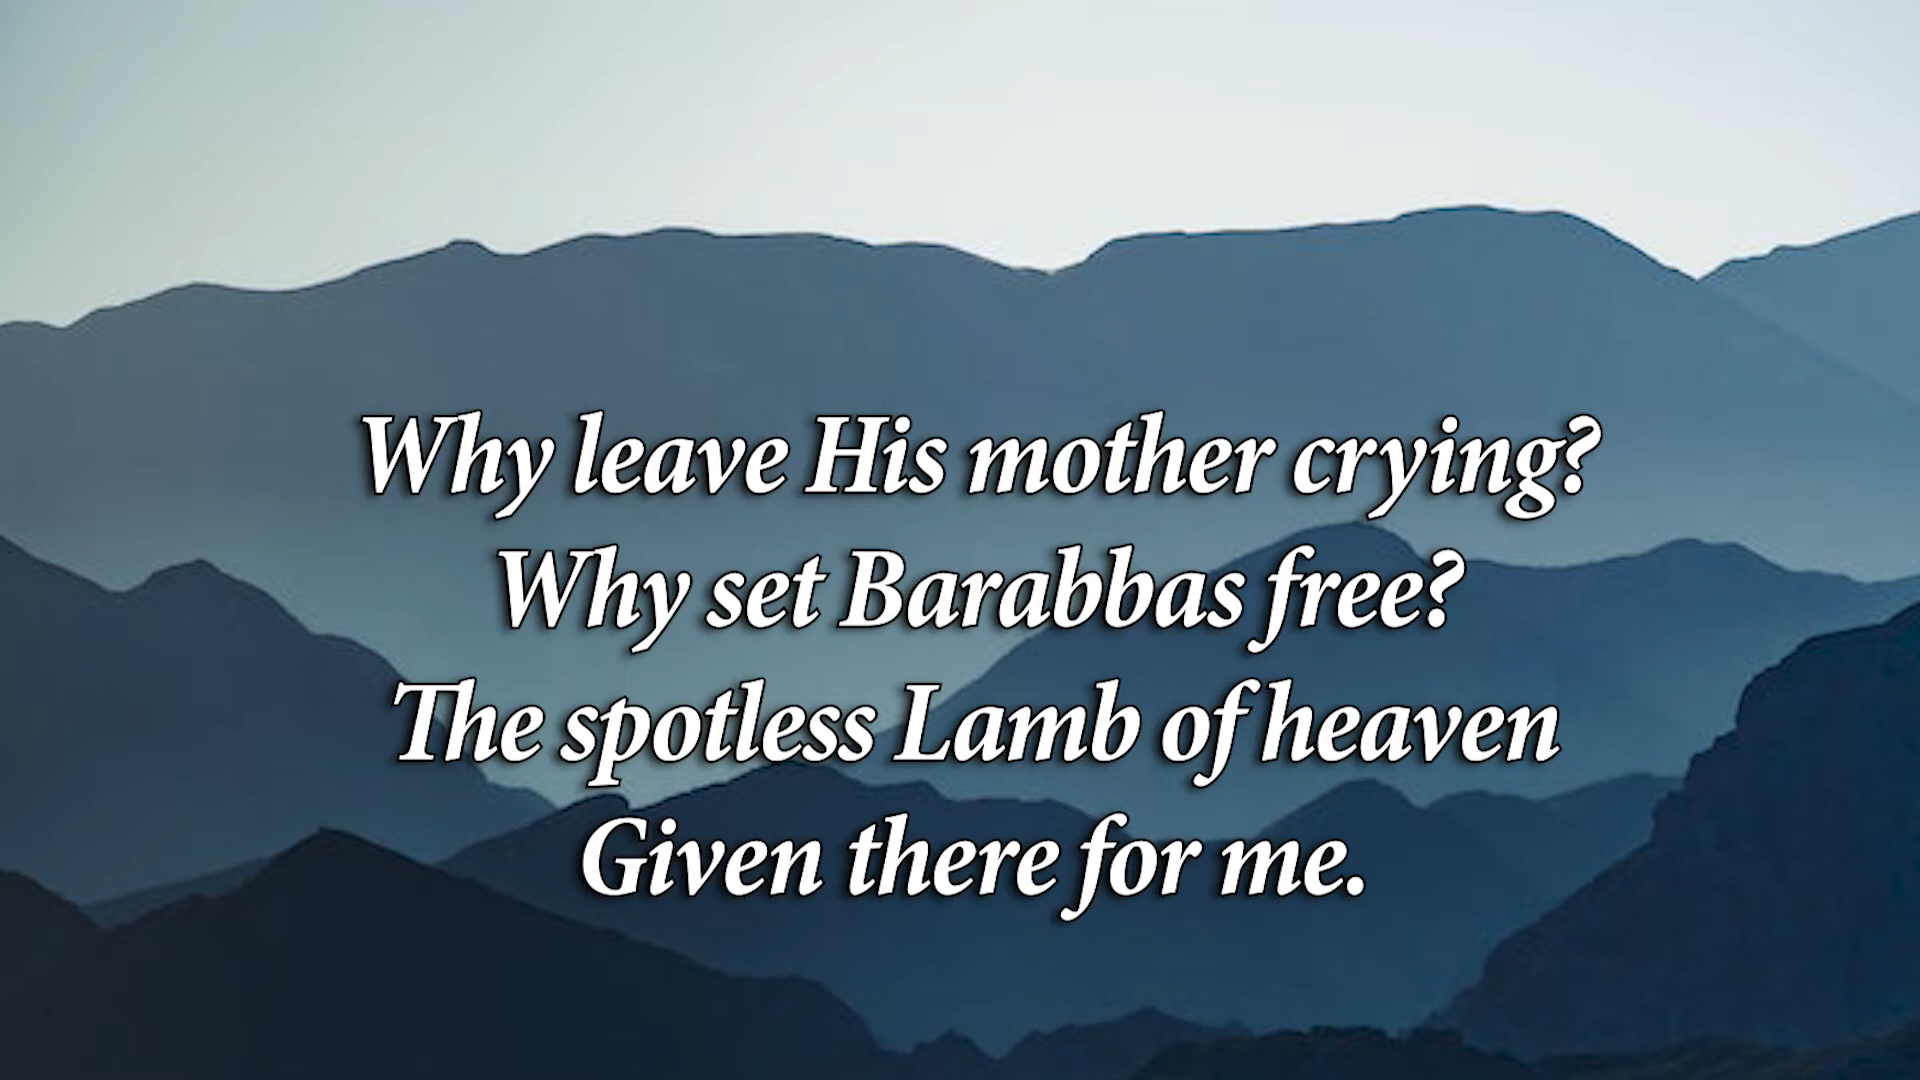 Why leave His mother crying?
Why set Barabbas free?
The spotless Lamb of heaven
Given there for me.